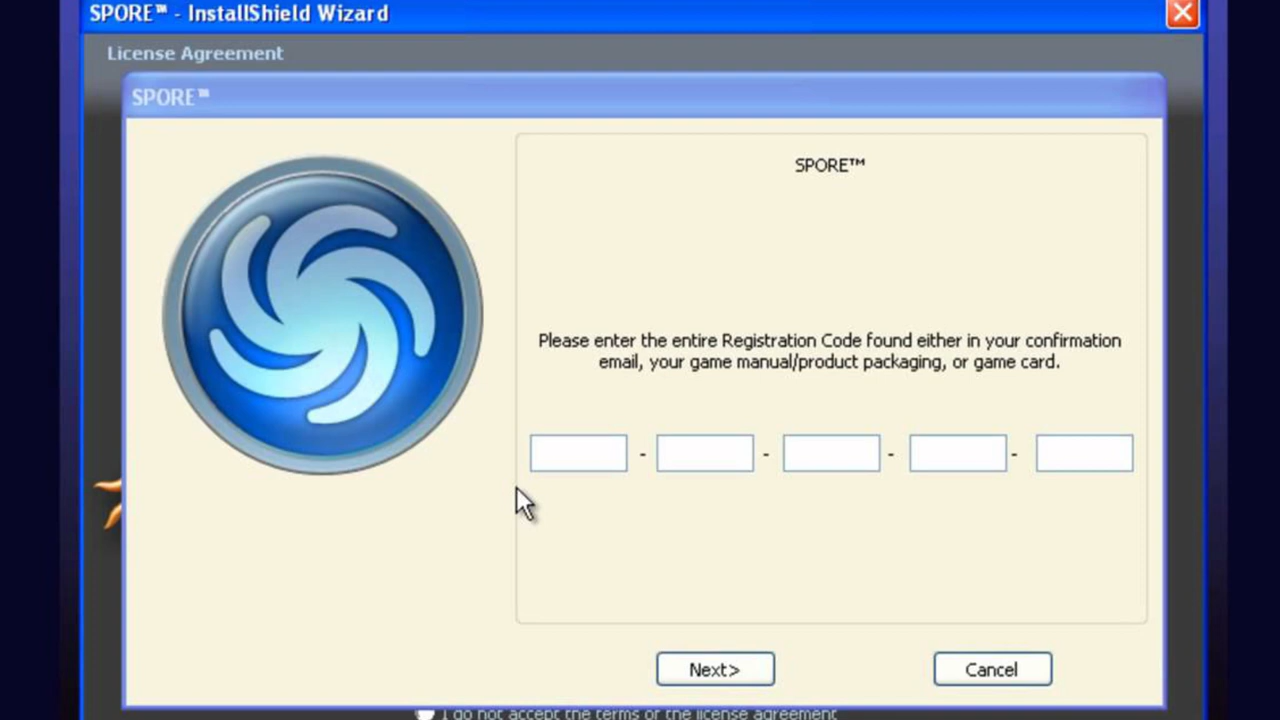 SPORE™ - InstallShield Wizard
License Agreement
SPORE™
SPORE™
Please enter the entire Registration Code found either in your confirmation
email, your game manual/product packaging, or game card.
- - - -
Next> Cancel
I do not accept the terms of the license agreement